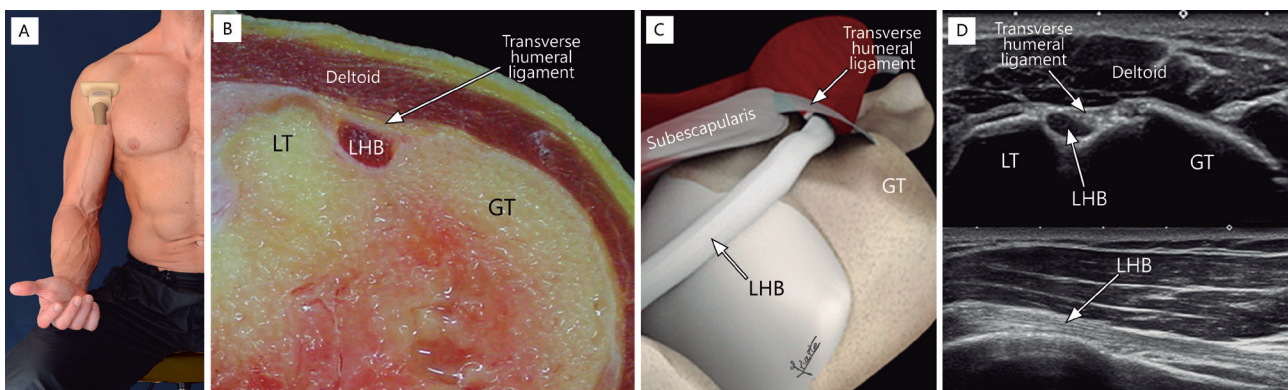 A
B
Transverse
humeral
ligament
Deltoid
LT
LHB
GT
C
Transverse
humeral
ligament
Subescapularis
GT
LHB
D
Transverse
humeral
ligament
Deltoid
LT
GT
LHB
LHB